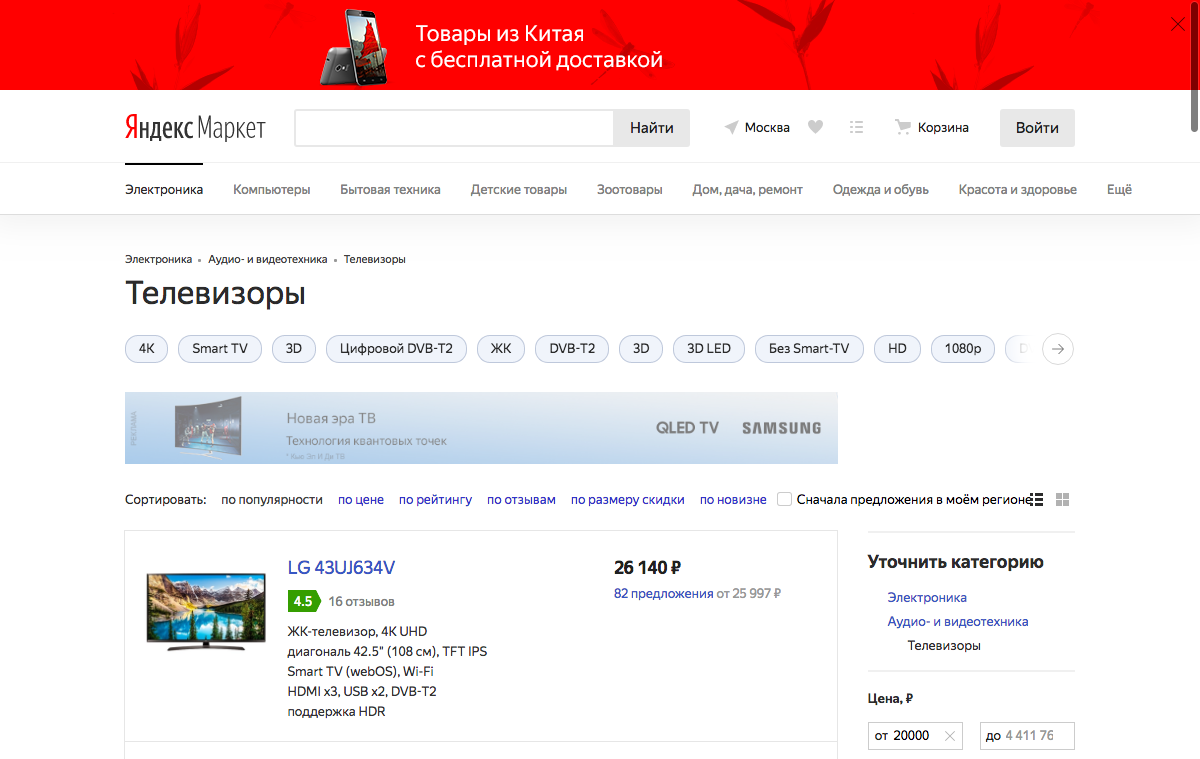 Товары из Китая
с бесплатной доставкой
Яндекс Маркет
Найти
Москва
Корзина
Войти
Электроника Компьютеры Бытовая техника Детские товары Зоотовары Дом, дача, ремонт Одежда и обувь Красота и здоровье Ещё
Электроника • Аудио- и видеотехника • Телевизоры
Телевизоры
4K Smart TV 3D Цифровой DVB-T2 ЖК DVB-T2 3D 3D LED Без Smart-TV HD 1080p
РЕКЛАМА
Новая эра ТВ
Технология квантовых точек
* Кью Эл И Ди ТВ
QLED TV SAMSUNG
Сортировать: по популярности по цене по рейтингу по отзывам по размеру скидки по новизне Сначала предложения в моём регионе
LG 43UJ634V
4.5 16 отзывов
ЖК-телевизор, 4K UHD
диагональ 42.5" (108 см), TFT IPS
Smart TV (webOS), Wi-Fi
HDMI x3, USB x2, DVB-T2
поддержка HDR
26 140 ₽
82 предложения от 25 997 ₽
Уточнить категорию
Электроника
Аудио- и видеотехника
Телевизоры
Цена, ₽
от 20000
до 4 411 76